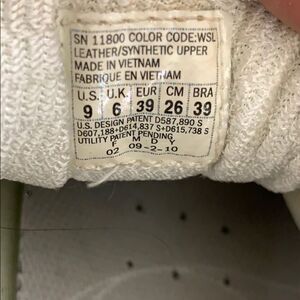 SN 11800 COLOR CODE:WSL
LEATHER/SYNTHETIC UPPER
MADE IN VIETNAM
FABRIQUE EN VIETNAM
U.S. U.K. EUR CM BRA
9 6 39 26 39
U.S. DESIGN PATENT D587,890 S
D607,188+D614,837 S+D615,738 S
UTILITY PATENT PENDING
F M D Y
02 09-2-10